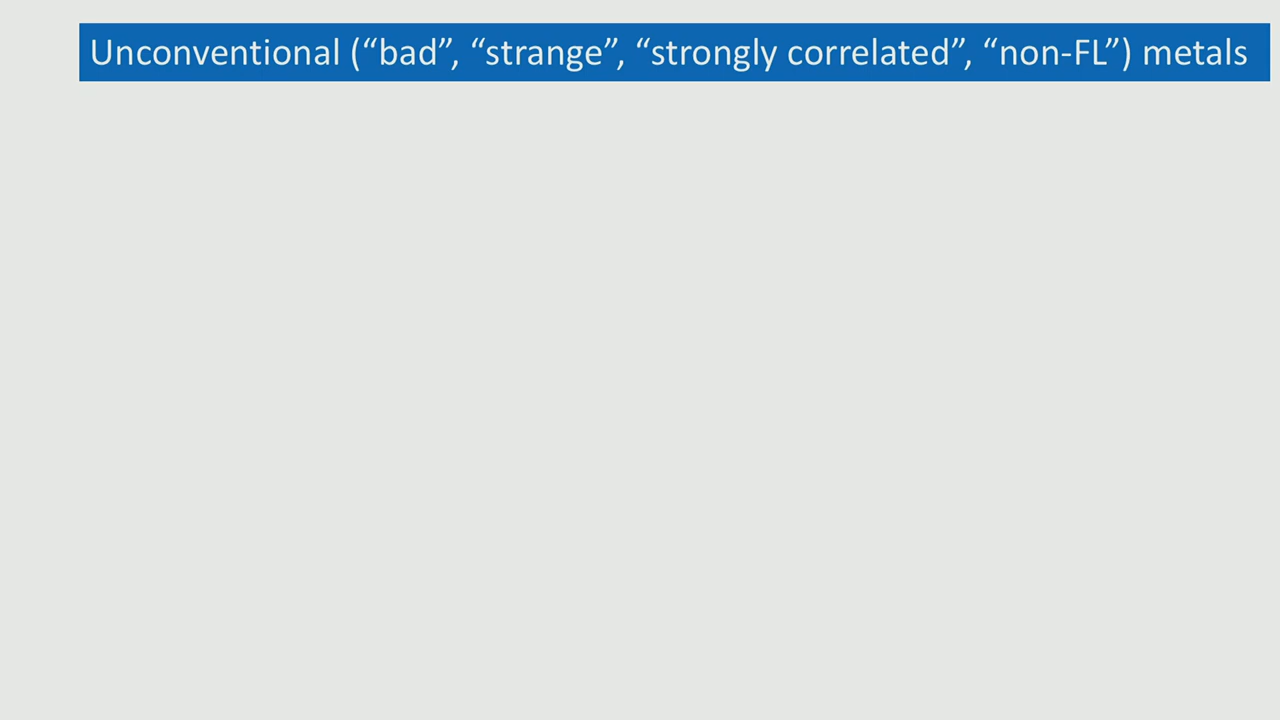 Unconventional (“bad”, “strange”, “strongly correlated”, “non-FL”) metals